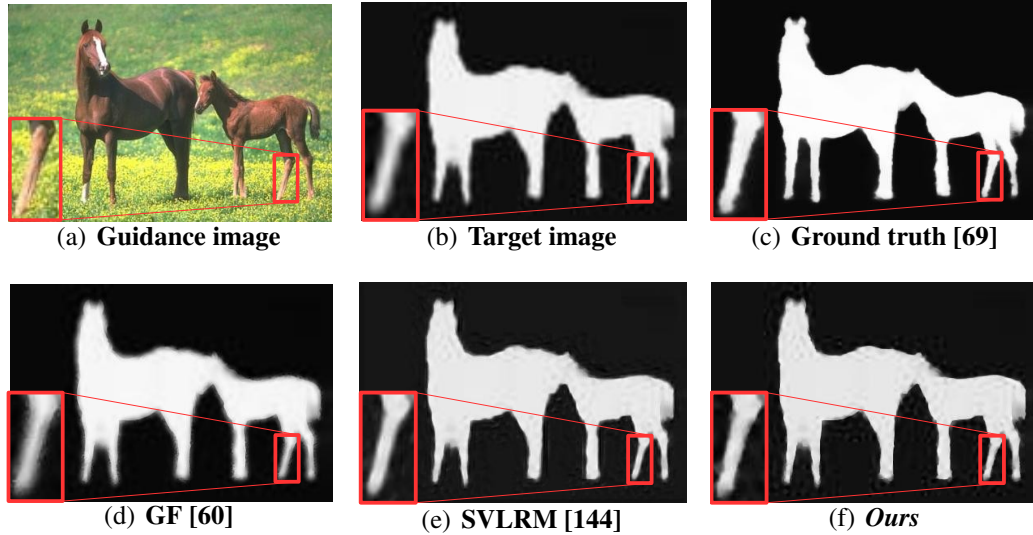 (a) Guidance image
(b) Target image
(c) Ground truth [69]
(d) GF [60]
(e) SVLRM [144]
(f) Ours